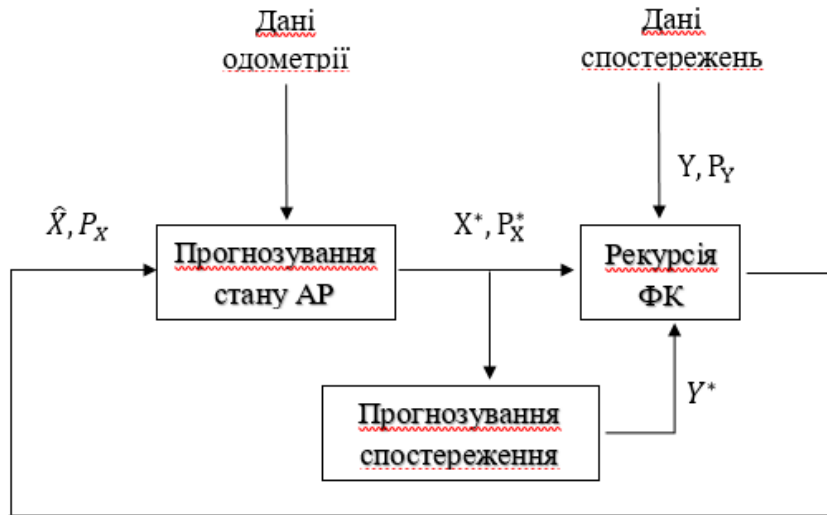 Дані
одометрії
Дані
спостережень
Y, P_Y
X̂, P_X
X*, P*_X
Прогнозування
стану АР
Рекурсія
ФК
Y*
Прогнозування
спостереження